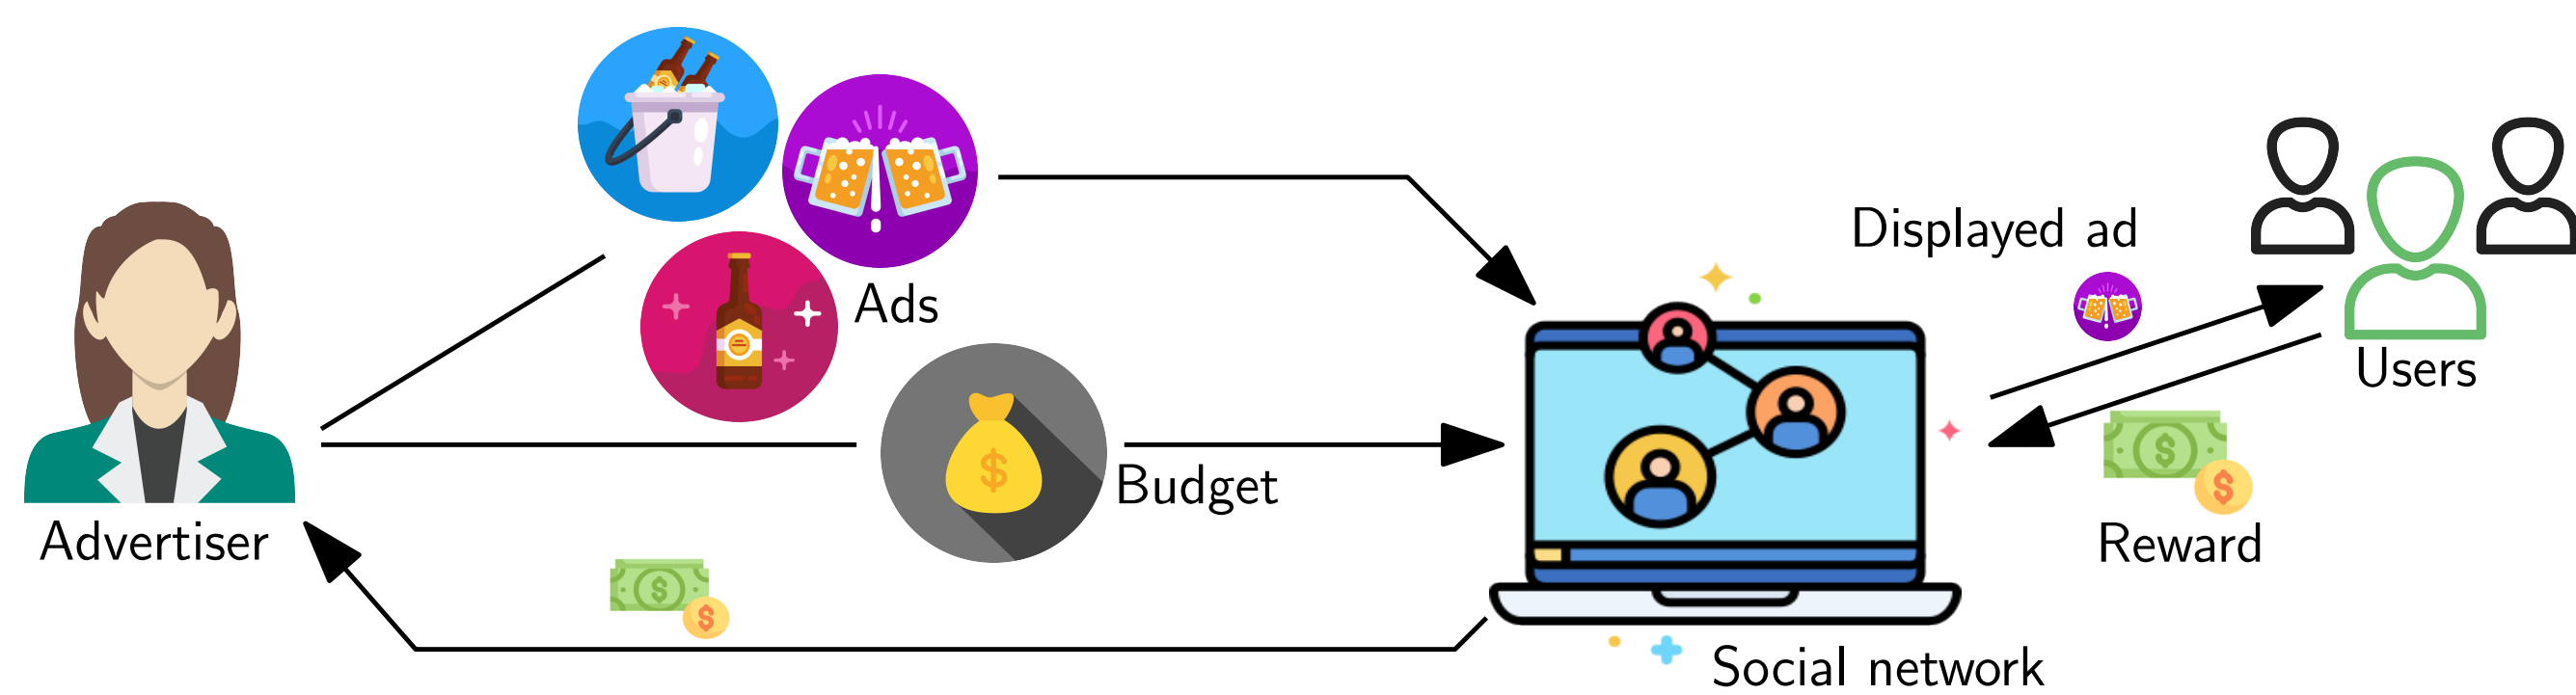 Displayed ad
Ads
Users
Budget
Advertiser
Reward
Social network